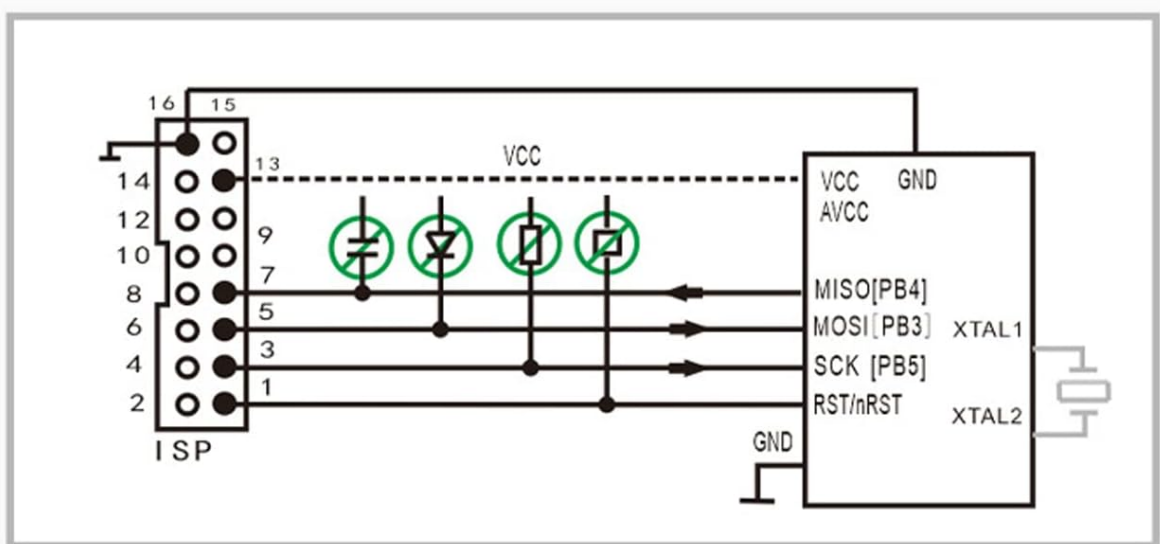 16 15
13
VCC
14
VCC GND
AVCC
12
9
10
7
8
MISO[PB4]
5
6
MOSI[PB3]
XTAL1
3
4
SCK [PB5]
1
2
RST/nRST
XTAL2
GND
ISP